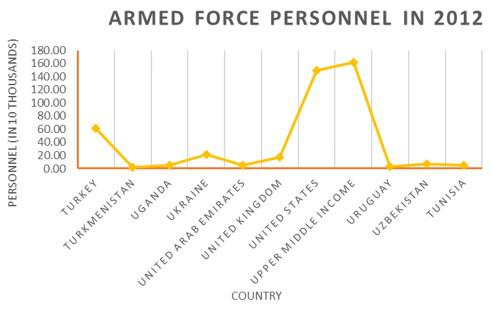 ARMED FORCE PERSONNEL IN 2012
PERSONNEL (IN 10 THOUSANDS)
180.00
160.00
140.00
120.00
100.00
80.00
60.00
40.00
20.00
0.00
TURKEY
TURKMENISTAN
UGANDA
UKRAINE
UNITED ARAB EMIRATES
UNITED KINGDOM
UNITED STATES
UPPER MIDDLE INCOME
URUGUAY
UZBEKISTAN
TUNISIA
COUNTRY